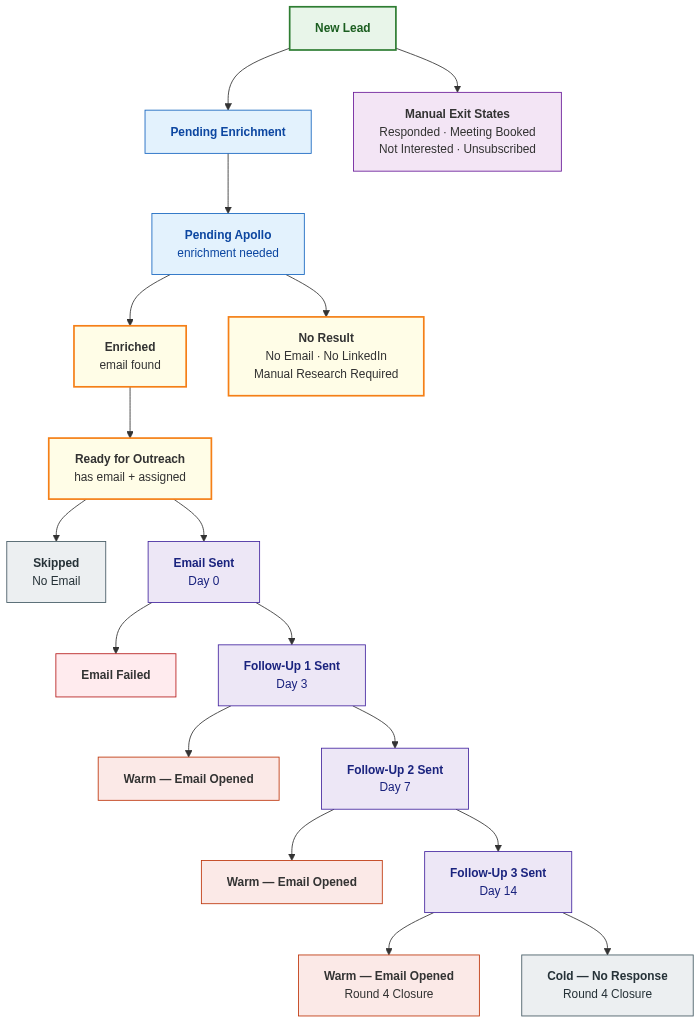 New Lead
Pending Enrichment
Manual Exit States
Responded · Meeting Booked
Not Interested · Unsubscribed
Pending Apollo
enrichment needed
Enriched
email found
No Result
No Email · No LinkedIn
Manual Research Required
Ready for Outreach
has email + assigned
Skipped
No Email
Email Sent
Day 0
Email Failed
Follow-Up 1 Sent
Day 3
Warm — Email Opened
Follow-Up 2 Sent
Day 7
Warm — Email Opened
Follow-Up 3 Sent
Day 14
Warm — Email Opened
Round 4 Closure
Cold — No Response
Round 4 Closure